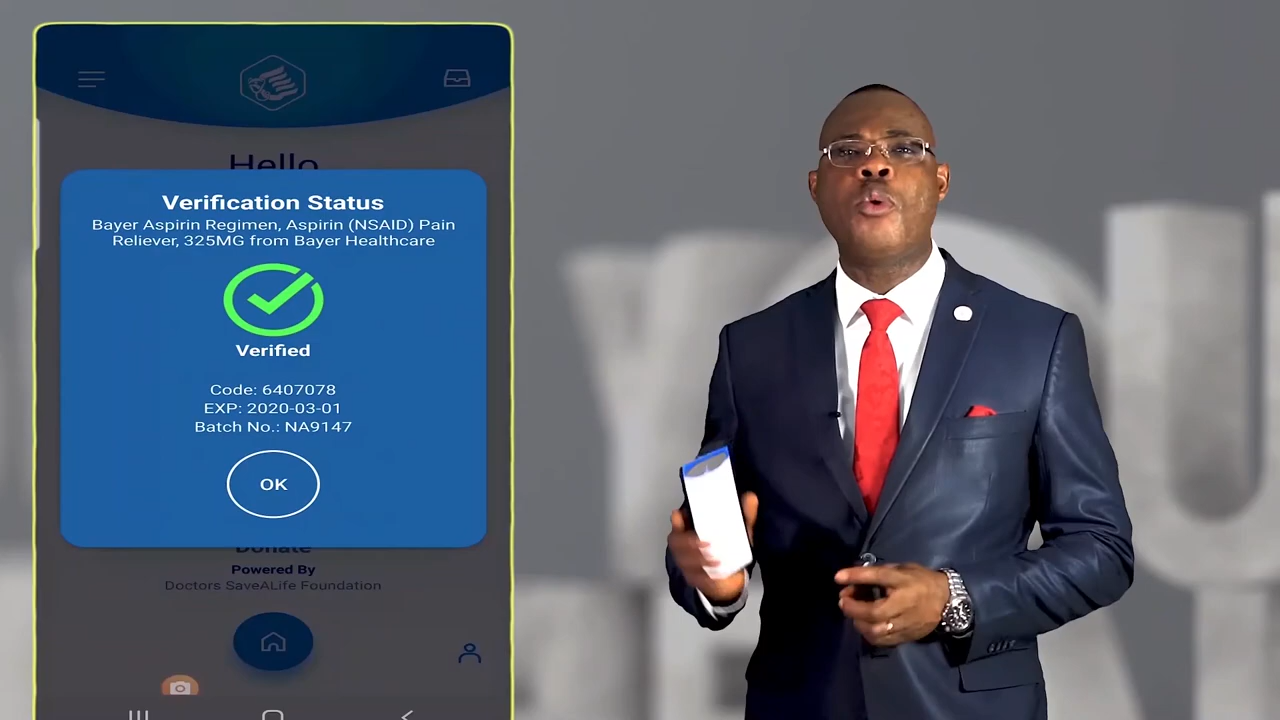 Hello
Verification Status
Bayer Aspirin Regimen, Aspirin (NSAID) Pain
Reliever, 325MG from Bayer Healthcare
Verified
Code: 6407078
EXP: 2020-03-01
Batch No.: NA9147
OK
Donate
Powered By
Doctors SaveALife Foundation